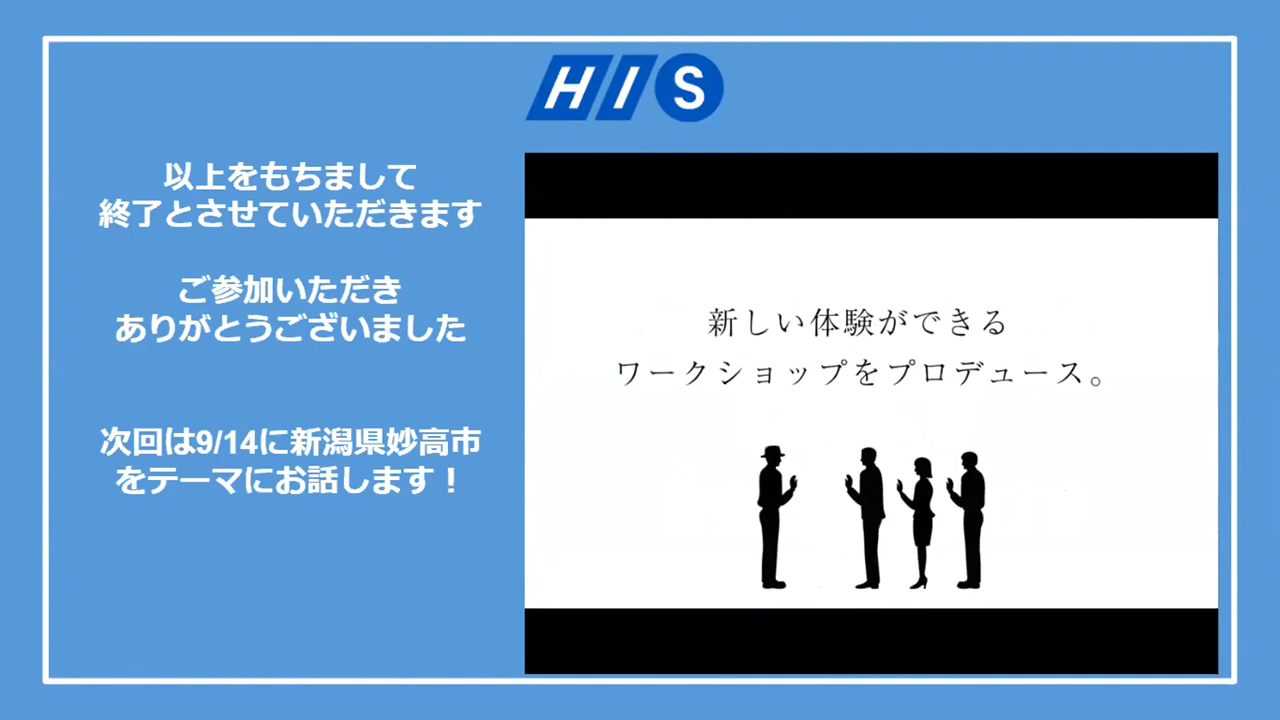 HIS
以上をもちまして
終了とさせていただきます
ご参加いただき
ありがとうございました
次回は9/14に新潟県妙高市
をテーマにお話します！
新しい体験ができる
ワークショップをプロデュース。